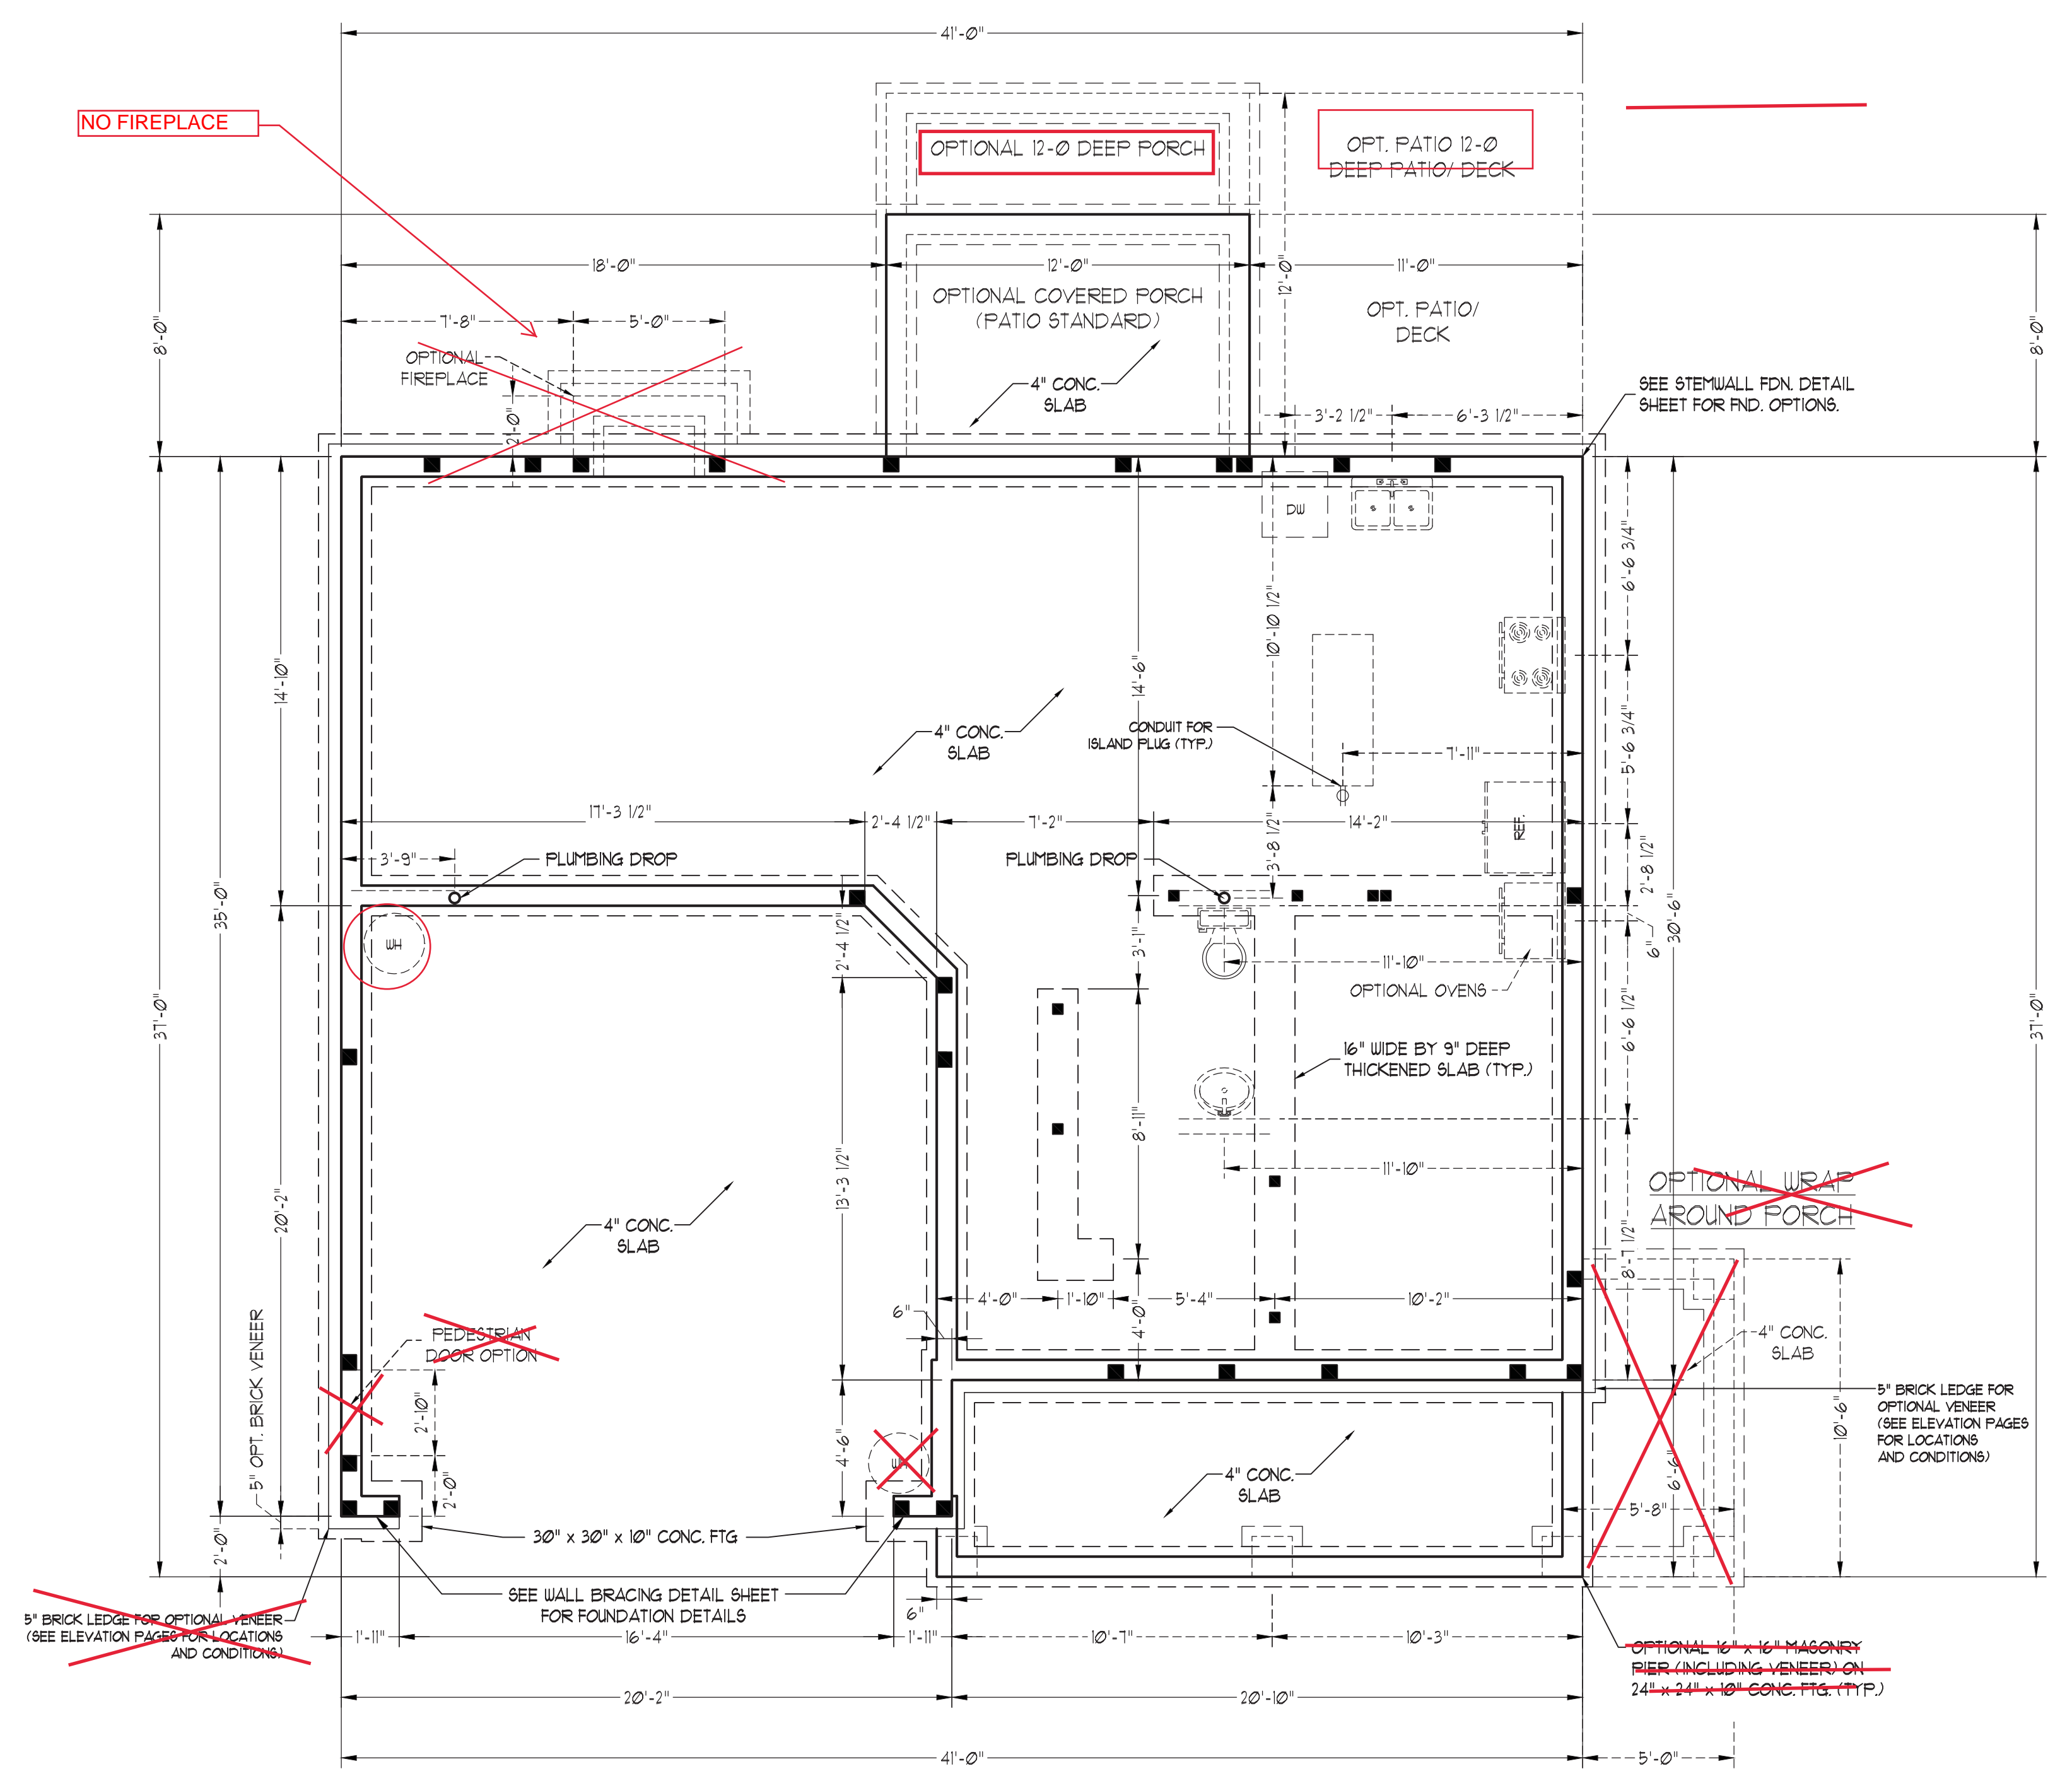 41'-0"
NO FIREPLACE
OPTIONAL 12-0 DEEP PORCH
OPT. PATIO 12-0
DEEP PATIO/ DECK
18'-0"
12'-0"
11'-0"
12'-0"
8'-0"
8'-0"
OPTIONAL COVERED PORCH
(PATIO STANDARD)
OPT. PATIO/
DECK
7'-8"
5'-0"
OPTIONAL
FIREPLACE
2'-0"
4" CONC.
SLAB
SEE STEMWALL FDN. DETAIL
SHEET FOR FND. OPTIONS.
3'-2 1/2"
6'-3 1/2"
DW
6'-6 3/4"
10'-10 1/2"
14'-10"
14'-6"
4" CONC.
SLAB
CONDUIT FOR
ISLAND PLUG (TYP.)
7'-11"
5'-6 3/4"
17'-3 1/2"
2'-4 1/2"
7'-2"
14'-2"
REF.
3'-8 1/2"
3'-9"
PLUMBING DROP
PLUMBING DROP
2'-8 1/2"
35'-0"
30'-6"
37'-0"
37'-0"
WH
2'-4 1/2"
3'-1"
6"
11'-10"
OPTIONAL OVENS
6'-6 1/2"
16" WIDE BY 9" DEEP
THICKENED SLAB (TYP.)
8'-11"
13'-3 1/2"
20'-2"
11'-10"
OPTIONAL WRAP
AROUND PORCH
4" CONC.
SLAB
8'-7 1/2"
4'-0"
1'-10"
5'-4"
10'-2"
6"
4'-0"
PEDESTRIAN
DOOR OPTION
4" CONC.
SLAB
5" OPT. BRICK VENEER
2'-10"
5" BRICK LEDGE FOR
OPTIONAL VENEER
(SEE ELEVATION PAGES
FOR LOCATIONS
AND CONDITIONS)
10'-6"
4'-6"
WH
4" CONC.
SLAB
6'-6"
2'-0"
5'-8"
30" x 30" x 10" CONC. FTG
2'-0"
SEE WALL BRACING DETAIL SHEET
FOR FOUNDATION DETAILS
6"
5" BRICK LEDGE FOR OPTIONAL VENEER
(SEE ELEVATION PAGES FOR LOCATIONS
AND CONDITIONS)
1'-11"
16'-4"
1'-11"
10'-7"
10'-3"
OPTIONAL 16" x 16" MASONRY
PIER (INCLUDING VENEER) ON
24" x 24" x 10" CONC. FTG. (TYP.)
20'-2"
20'-10"
41'-0"
5'-0"